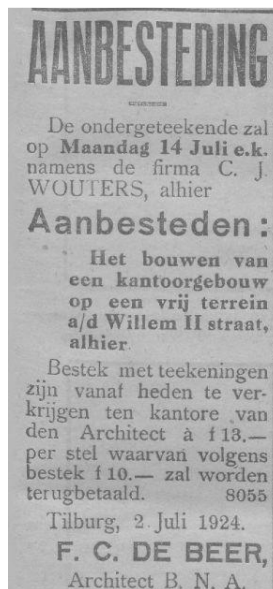 AANBESTEDING
De ondergeteekende zal
op Maandag 14 Juli e.k.
namens de firma C. J.
WOUTERS, alhier
Aanbesteden :
Het bouwen van
een kantoorgebouw
op een vrij terrein
a/d Willem II straat,
alhier.
Bestek met teekeningen
zijn vanaf heden te ver-
krijgen ten kantore van
den Architect à f 13.—
per stel waarvan volgens
bestek f 10.— zal worden
terugbetaald. 8055
Tilburg, 2 Juli 1924.
F. C. DE BEER,
Architect B. N. A.